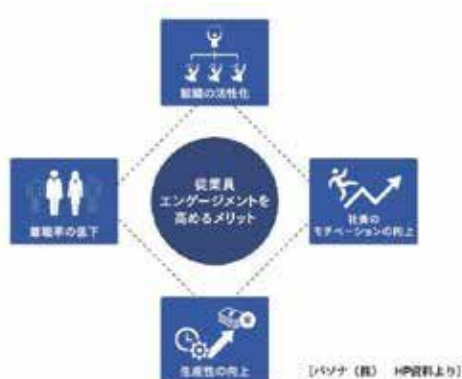 組織の活性化
従業員
エンゲージメントを
高めるメリット
離職率の低下
社員の
モチベーションの向上
生産性の向上
[パソナ（株） HP資料より]